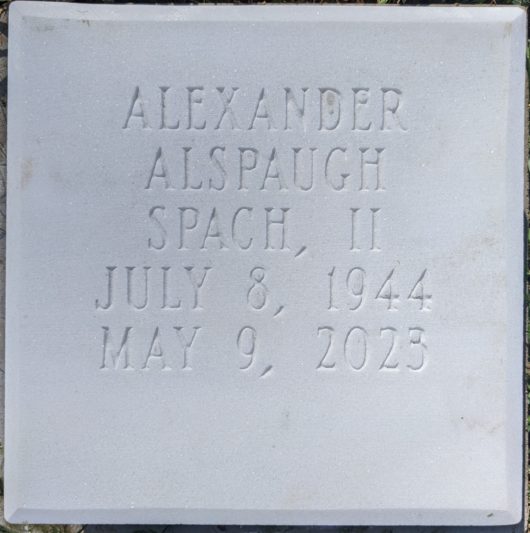 ALEXANDER
ALSPAUGH
SPACH, II
JULY 8, 1944
MAY 9, 2023